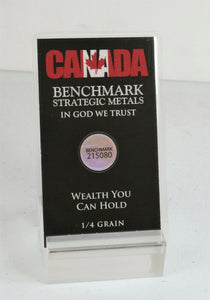 CANADA
BENCHMARK
STRATEGIC METALS
IN GOD WE TRUST
BENCHMARK
215080
WEALTH YOU
CAN HOLD
1/4 GRAIN